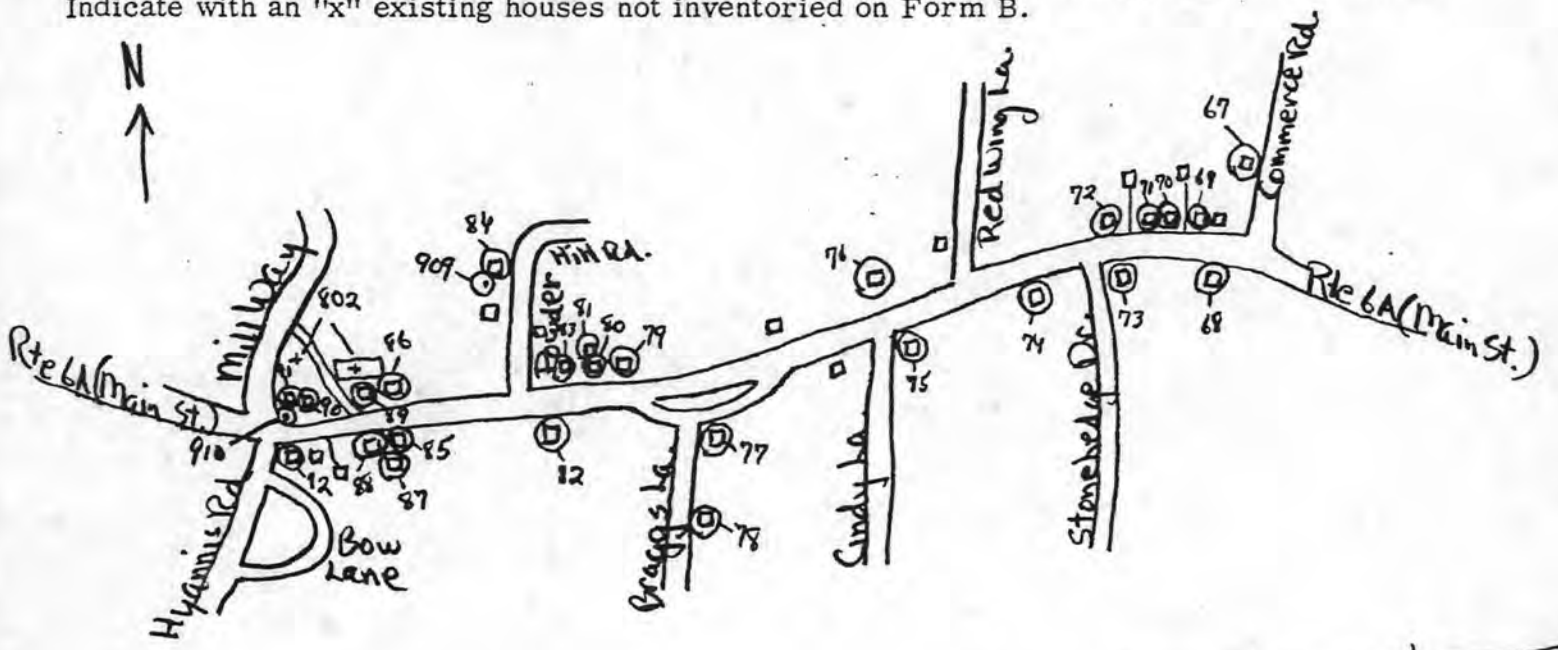 Indicate with an "x" existing houses not inventoried on Form B.
N
Commerce Rd.
Red Wing La.
67
72
71
70
69
84
909
Hill Rd.
Powder
76
802
Mill Way
83
81
80
79
86
Rte 6A (Main St.)
Rte 6A (Main St.)
73
68
74
75
90
89
910
92
88
85
87
82
77
78
Hyannis Rd.
Bow
Lane
Braggs La.
Cindy La.
Stonehedge Dr.